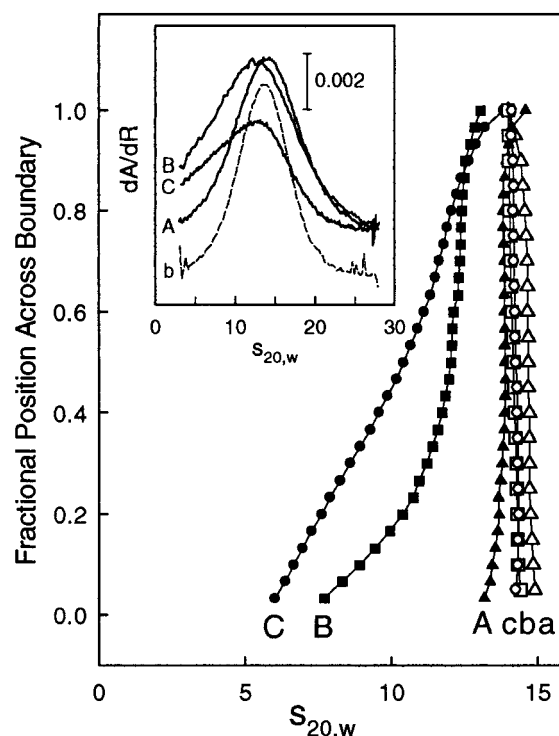 Fractional Position Across Boundary
1.0
0.8
0.6
0.4
0.2
0.0
0 5 10 15
S20,w
dA/dR
0.002
B
C
A
b
0 10 20 30
S20,w
C B A c b a